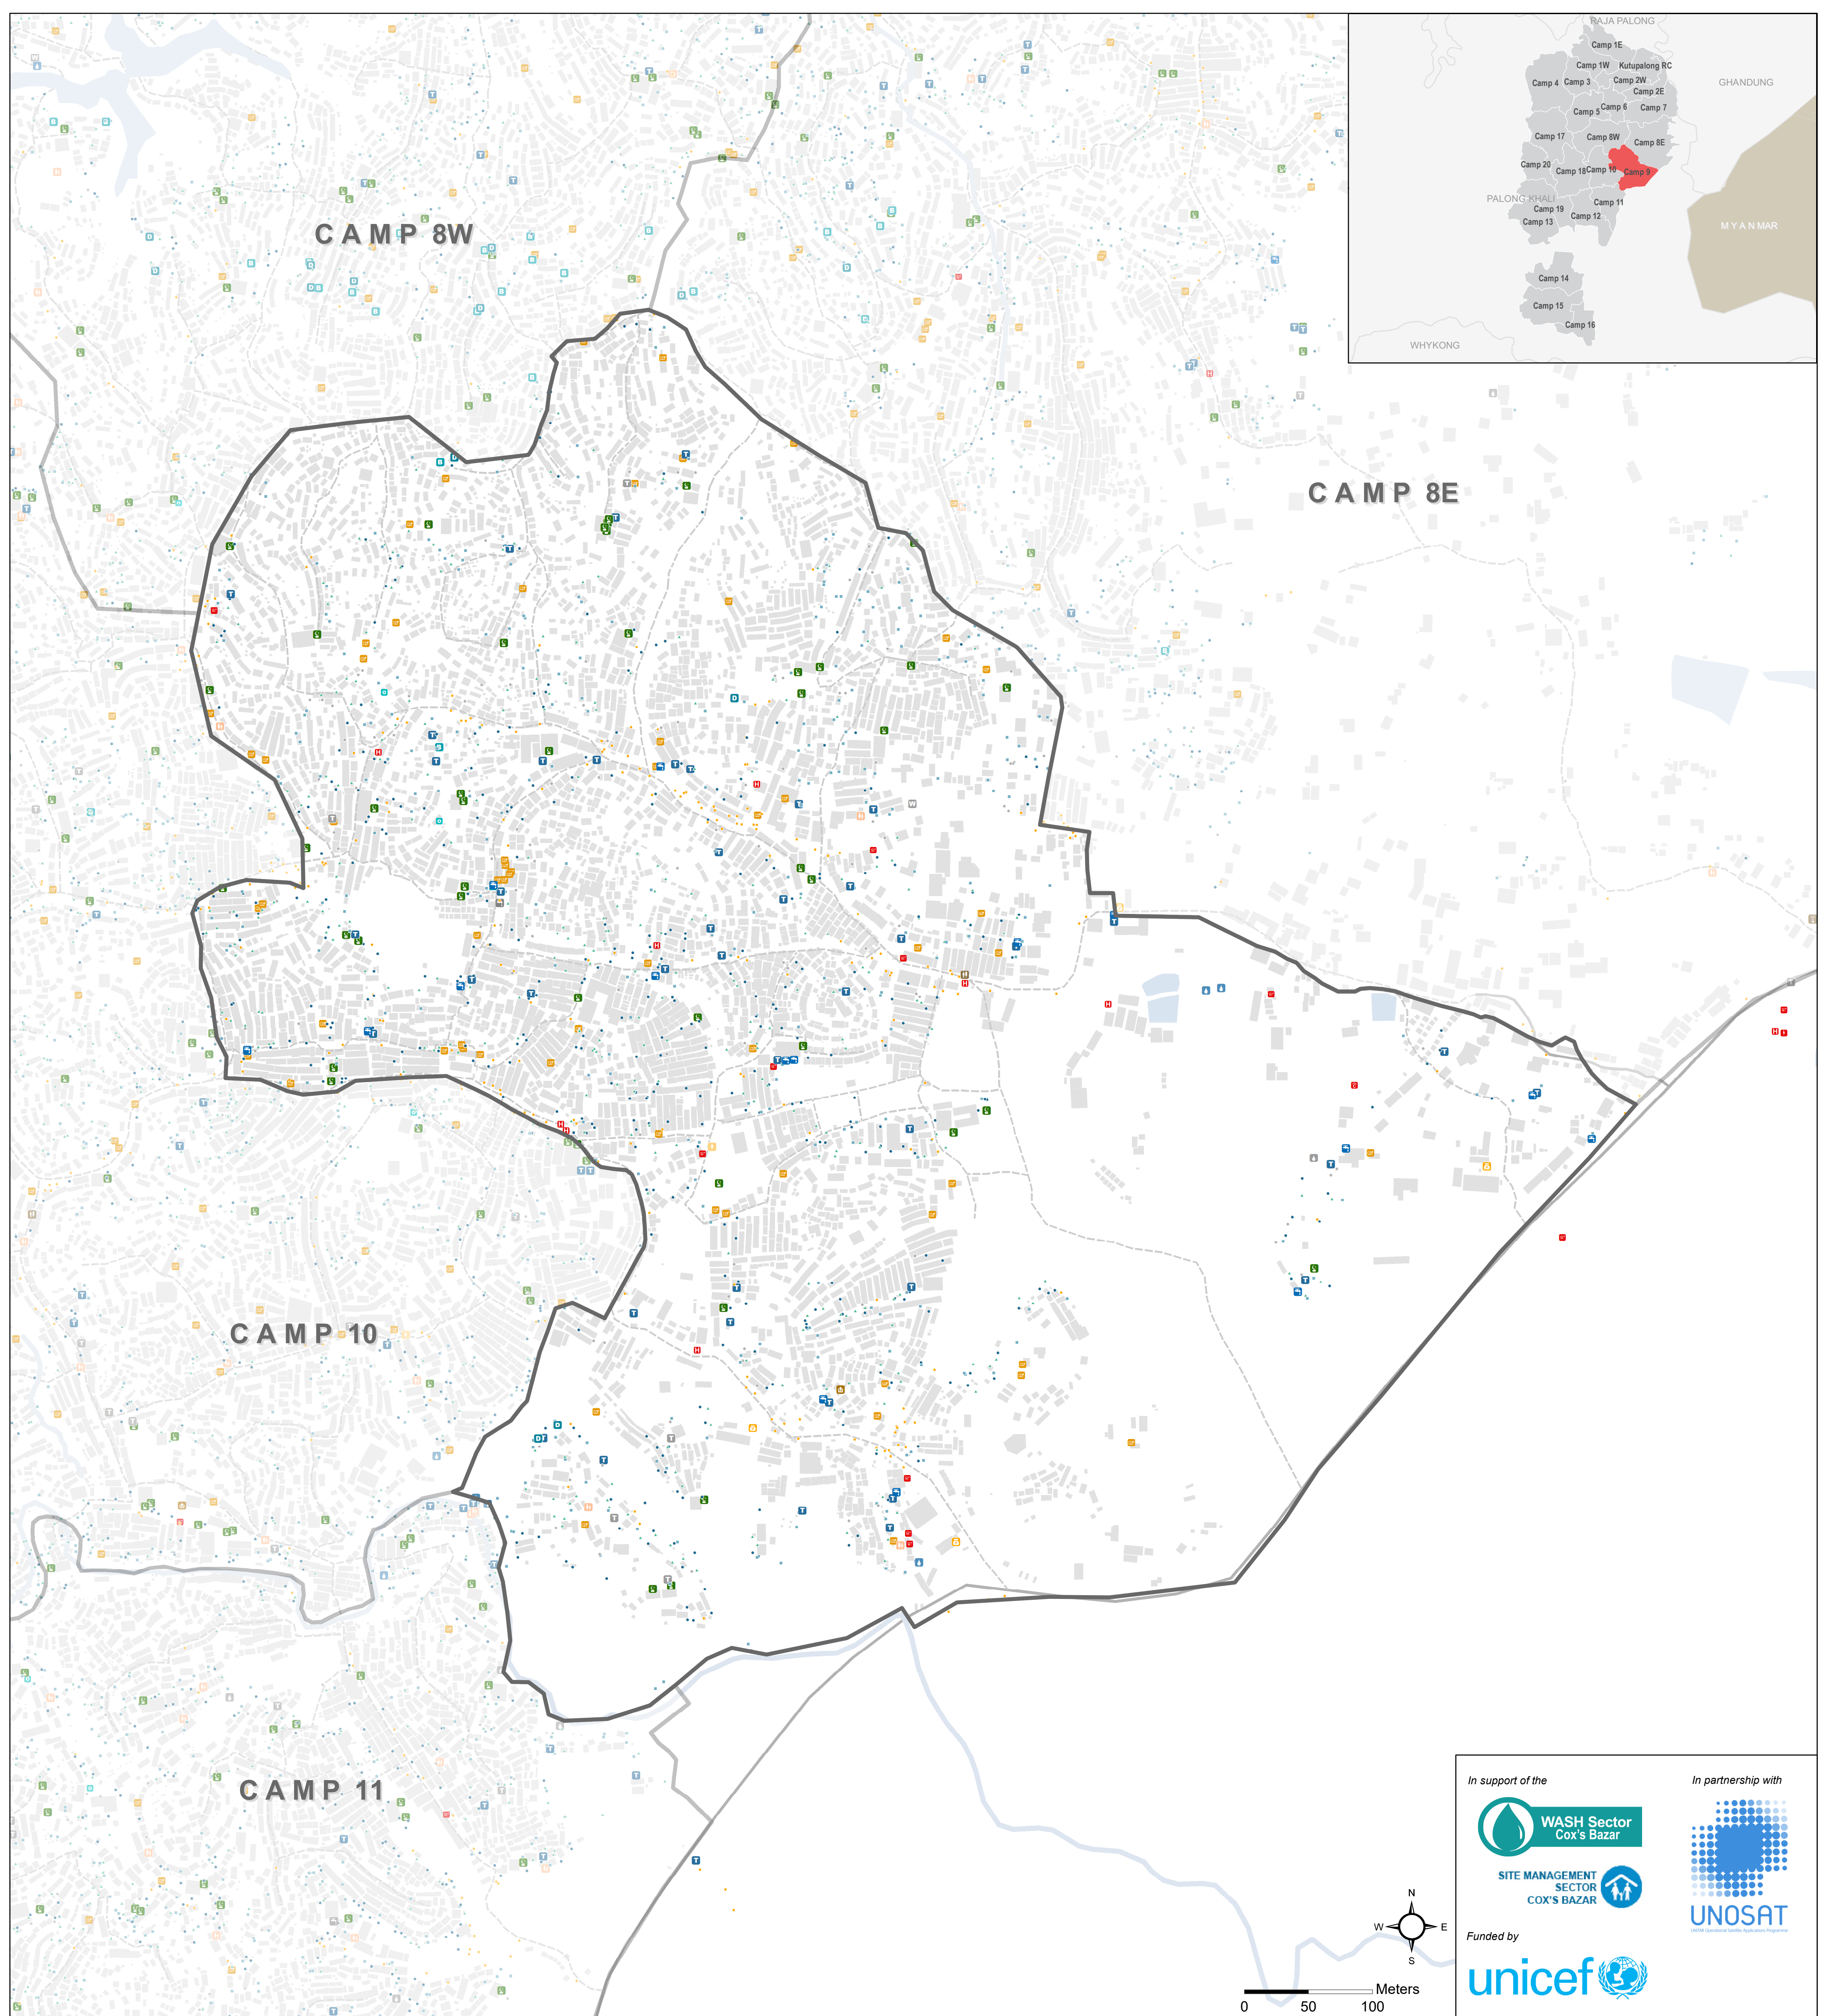 RAJA PALONG
Camp 1E
Camp 1W
Kutupalong RC
Camp 4
Camp 3
Camp 2W
GHANDUNG
Camp 2E
Camp 5
Camp 6
Camp 7
Camp 17
Camp 8W
Camp 8E
Camp 20
Camp 18
Camp 10
Camp 9
PALONG KHALI
Camp 19
Camp 11
Camp 13
Camp 12
MYANMAR
Camp 14
Camp 15
Camp 16
WHYKONG
CAMP 8W
CAMP 8E
CAMP 10
CAMP 11
In support of the
In partnership with
WASH Sector
Cox's Bazar
SITE MANAGEMENT
SECTOR
COX'S BAZAR
UNOSAT
Funded by
unicef
N
W
E
S
Meters
0
50
100